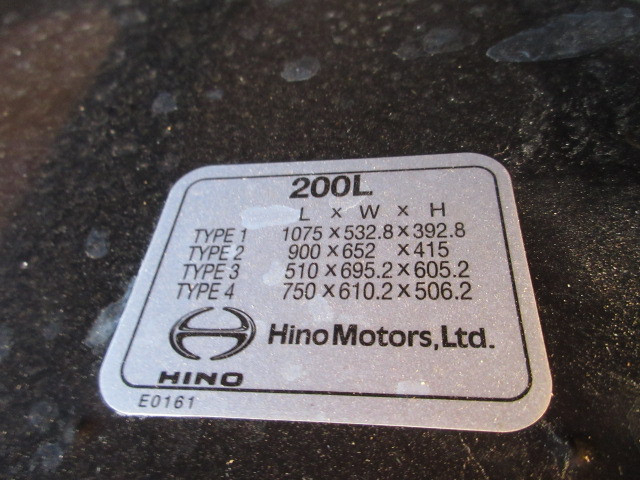 200L
L × W × H
TYPE 1 1075×532.8×392.8
TYPE 2 900×652 ×415
TYPE 3 510×695.2×605.2
TYPE 4 750×610.2×506.2
Hino Motors, Ltd.
HINO
E0161